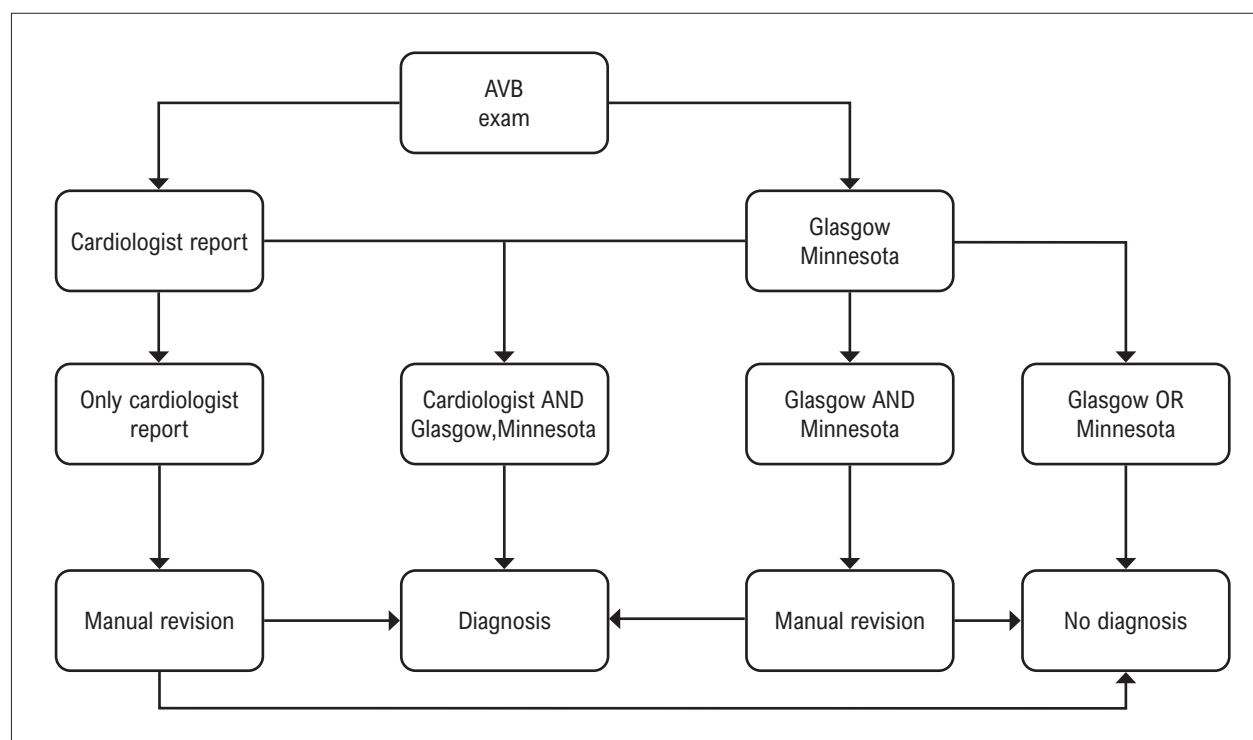 AVB
exam
Cardiologist report
Glasgow
Minnesota
Only cardiologist
report
Cardiologist AND
Glasgow,Minnesota
Glasgow AND
Minnesota
Glasgow OR
Minnesota
Manual revision
Diagnosis
Manual revision
No diagnosis